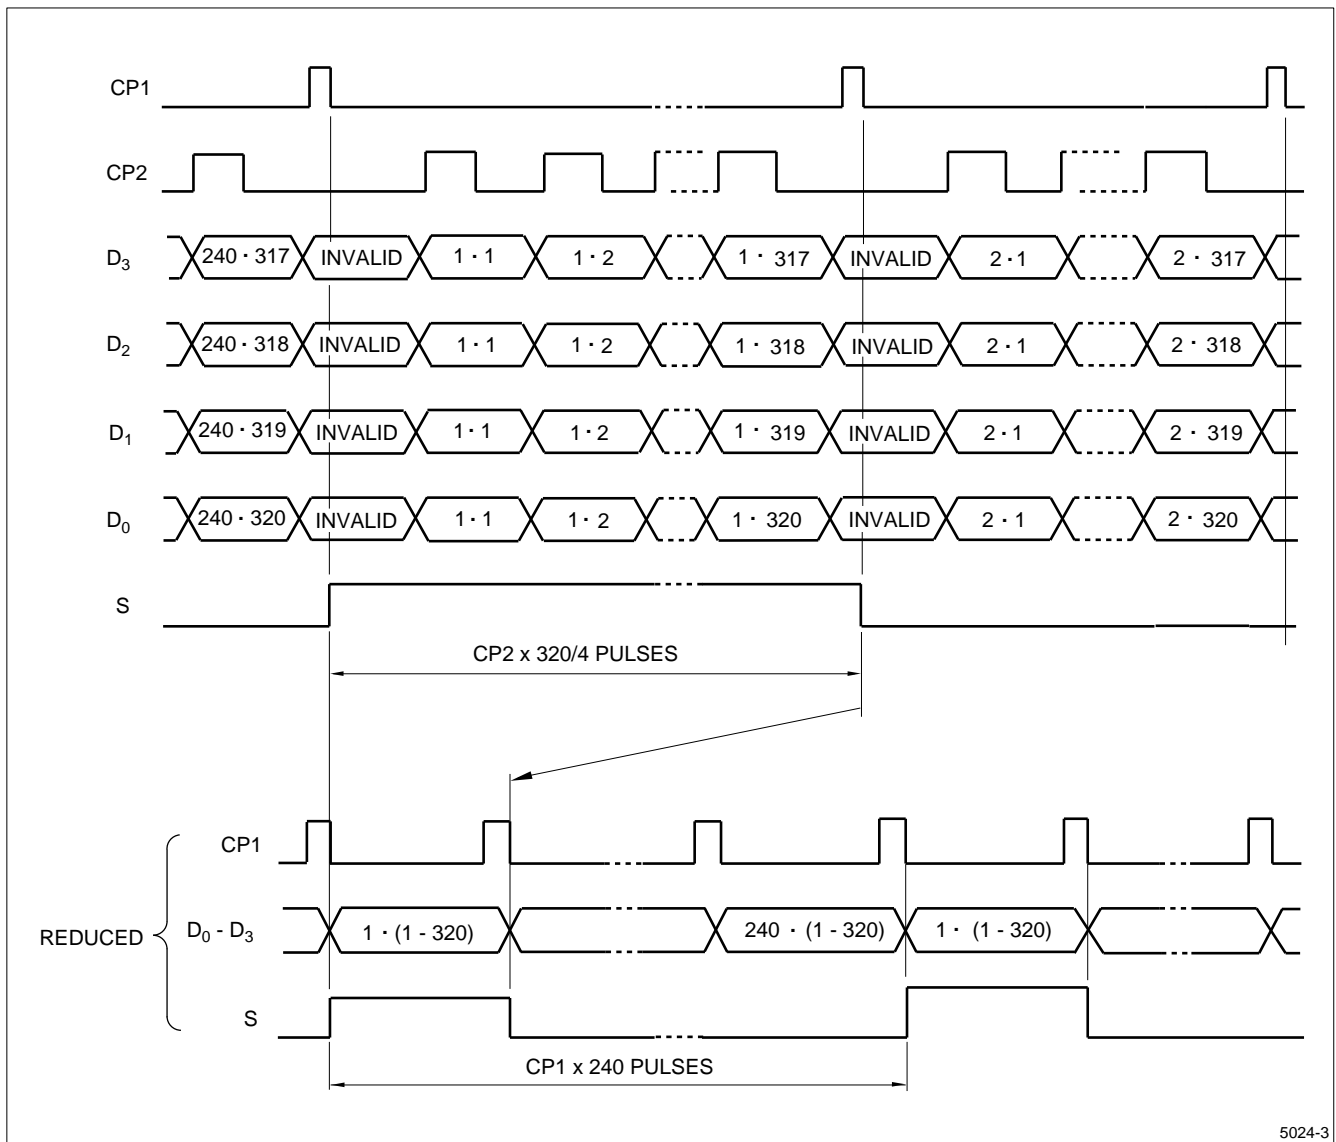 CP1
CP2
D3 240 · 317 INVALID 1 · 1 1 · 2 1 · 317 INVALID 2 · 1 2 · 317
D2 240 · 318 INVALID 1 · 1 1 · 2 1 · 318 INVALID 2 · 1 2 · 318
D1 240 · 319 INVALID 1 · 1 1 · 2 1 · 319 INVALID 2 · 1 2 · 319
D0 240 · 320 INVALID 1 · 1 1 · 2 1 · 320 INVALID 2 · 1 2 · 320
S
CP2 x 320/4 PULSES
CP1
REDUCED D0 - D3 1 · (1 - 320) 240 · (1 - 320) 1 · (1 - 320)
S
CP1 x 240 PULSES
5024-3